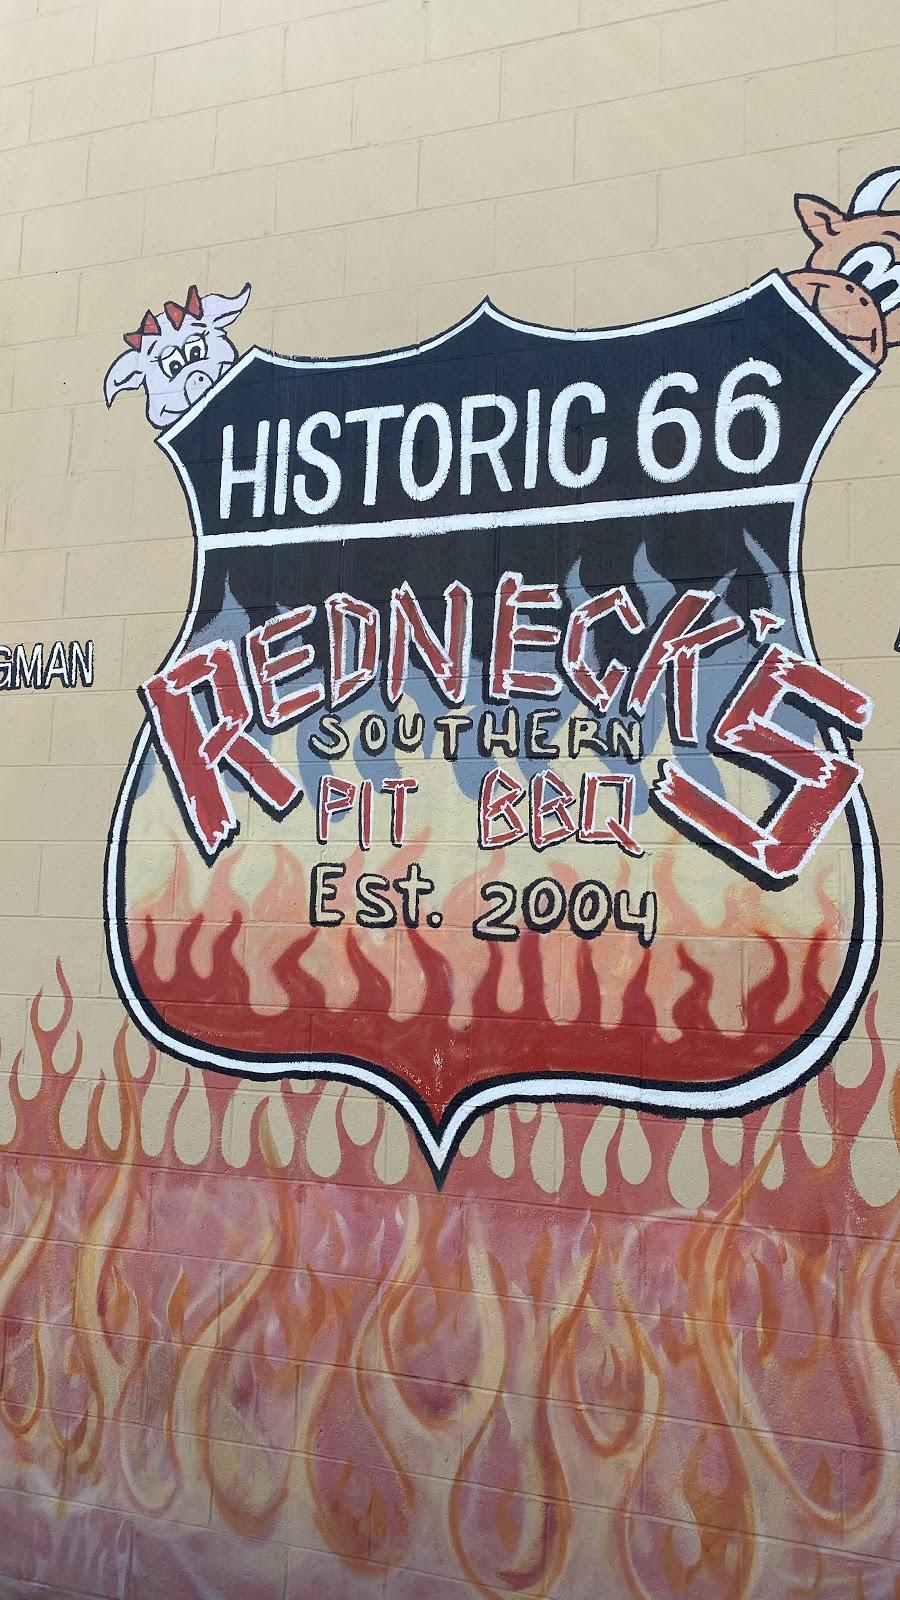 HISTORIC 66
GMAN
REDNECK'S
SOUTHERN
PIT BBQ
Est. 2004